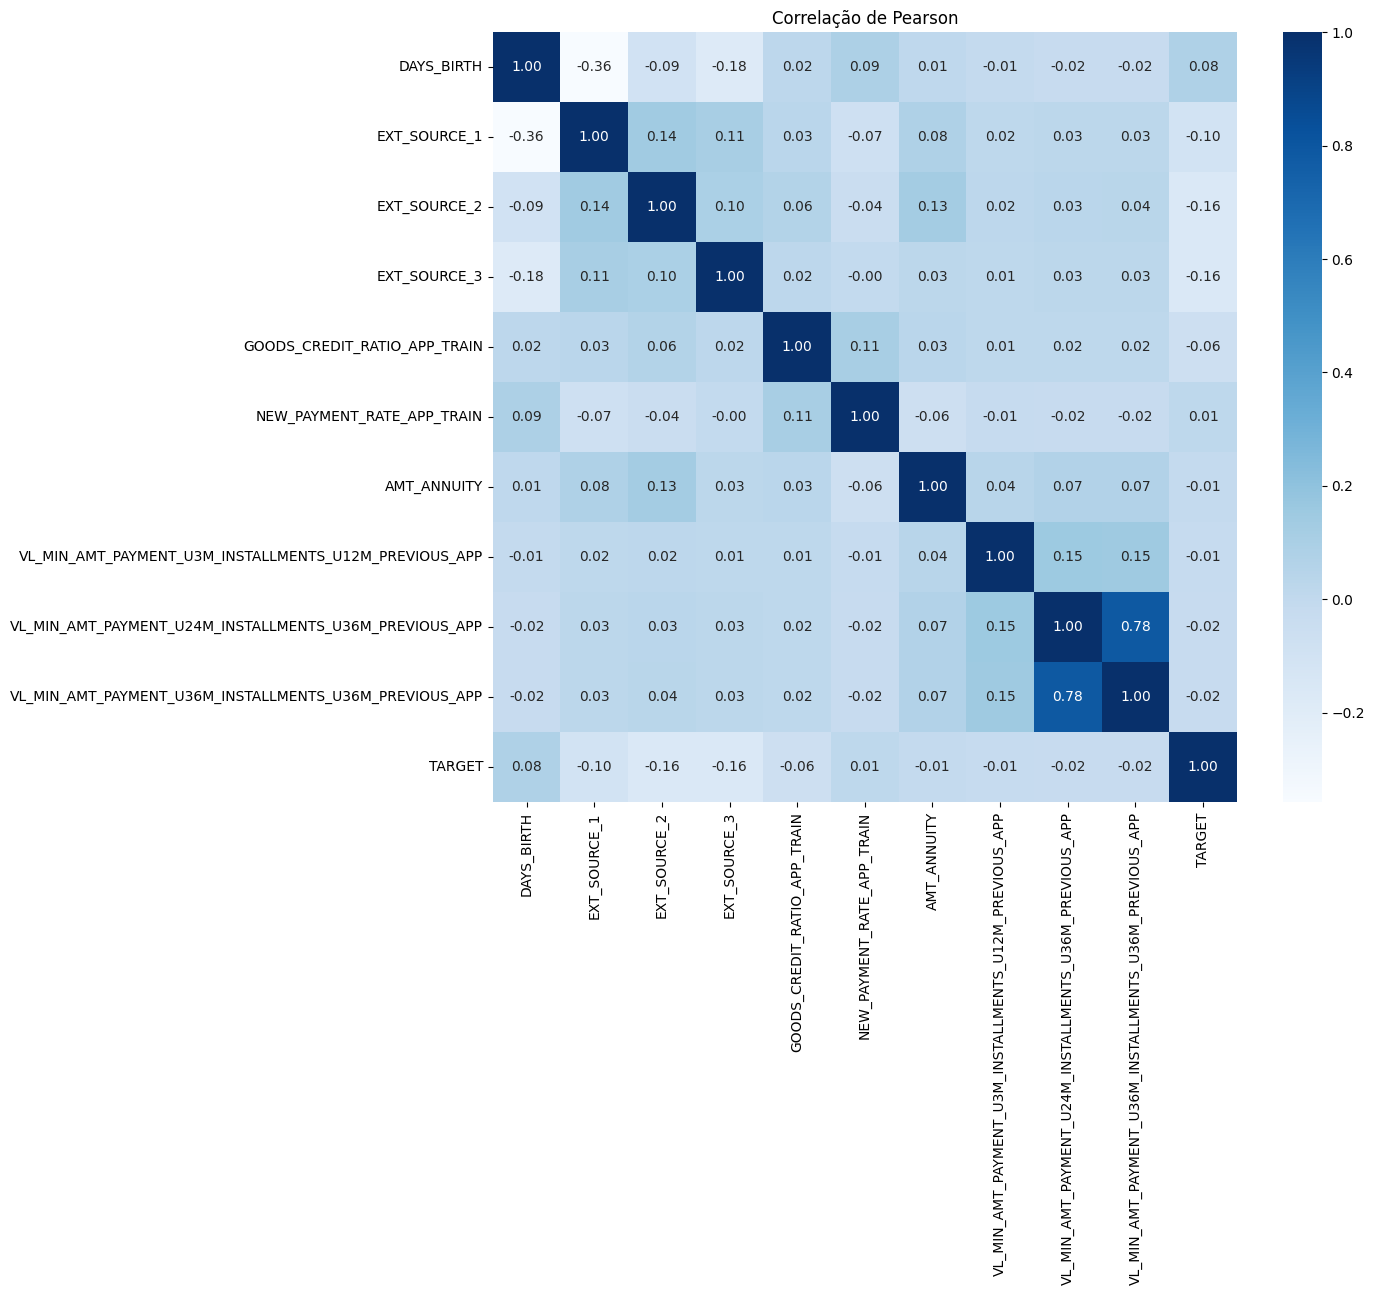 Correlação de Pearson
DAYS_BIRTH 1.00 -0.36 -0.09 -0.18 0.02 0.09 0.01 -0.01 -0.02 -0.02 0.08
EXT_SOURCE_1 -0.36 1.00 0.14 0.11 0.03 -0.07 0.08 0.02 0.03 0.03 -0.10
EXT_SOURCE_2 -0.09 0.14 1.00 0.10 0.06 -0.04 0.13 0.02 0.03 0.04 -0.16
EXT_SOURCE_3 -0.18 0.11 0.10 1.00 0.02 -0.00 0.03 0.01 0.03 0.03 -0.16
GOODS_CREDIT_RATIO_APP_TRAIN 0.02 0.03 0.06 0.02 1.00 0.11 0.03 0.01 0.02 0.02 -0.06
NEW_PAYMENT_RATE_APP_TRAIN 0.09 -0.07 -0.04 -0.00 0.11 1.00 -0.06 -0.01 -0.02 -0.02 0.01
AMT_ANNUITY 0.01 0.08 0.13 0.03 0.03 -0.06 1.00 0.04 0.07 0.07 -0.01
VL_MIN_AMT_PAYMENT_U3M_INSTALLMENTS_U12M_PREVIOUS_APP -0.01 0.02 0.02 0.01 0.01 -0.01 0.04 1.00 0.15 0.15 -0.01
VL_MIN_AMT_PAYMENT_U24M_INSTALLMENTS_U36M_PREVIOUS_APP -0.02 0.03 0.03 0.03 0.02 -0.02 0.07 0.15 1.00 0.78 -0.02
VL_MIN_AMT_PAYMENT_U36M_INSTALLMENTS_U36M_PREVIOUS_APP -0.02 0.03 0.04 0.03 0.02 -0.02 0.07 0.15 0.78 1.00 -0.02
TARGET 0.08 -0.10 -0.16 -0.16 -0.06 0.01 -0.01 -0.01 -0.02 -0.02 1.00
DAYS_BIRTH
EXT_SOURCE_1
EXT_SOURCE_2
EXT_SOURCE_3
GOODS_CREDIT_RATIO_APP_TRAIN
NEW_PAYMENT_RATE_APP_TRAIN
AMT_ANNUITY
VL_MIN_AMT_PAYMENT_U3M_INSTALLMENTS_U12M_PREVIOUS_APP
VL_MIN_AMT_PAYMENT_U24M_INSTALLMENTS_U36M_PREVIOUS_APP
VL_MIN_AMT_PAYMENT_U36M_INSTALLMENTS_U36M_PREVIOUS_APP
TARGET
1.0
0.8
0.6
0.4
0.2
0.0
−0.2